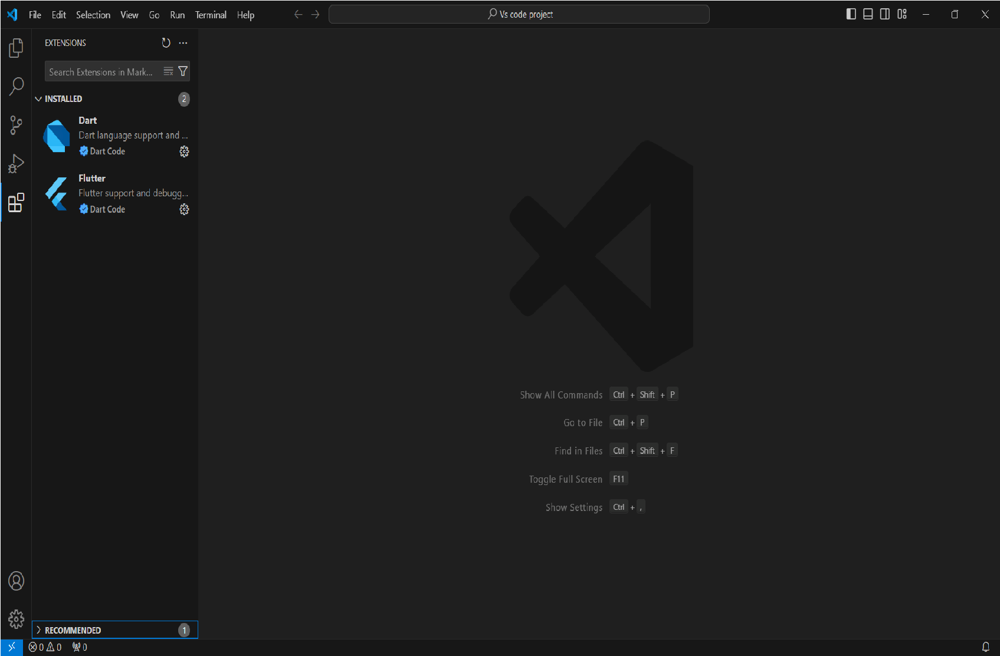 File Edit Selection View Go Run Terminal Help
Vs code project
EXTENSIONS
Search Extensions in Mark...
INSTALLED 2
Dart
Dart language support and ...
Dart Code
Flutter
Flutter support and debugg...
Dart Code
Show All Commands Ctrl + Shift + P
Go to File Ctrl + P
Find in Files Ctrl + Shift + F
Toggle Full Screen F11
Show Settings Ctrl + ,
RECOMMENDED 1
0 0 0